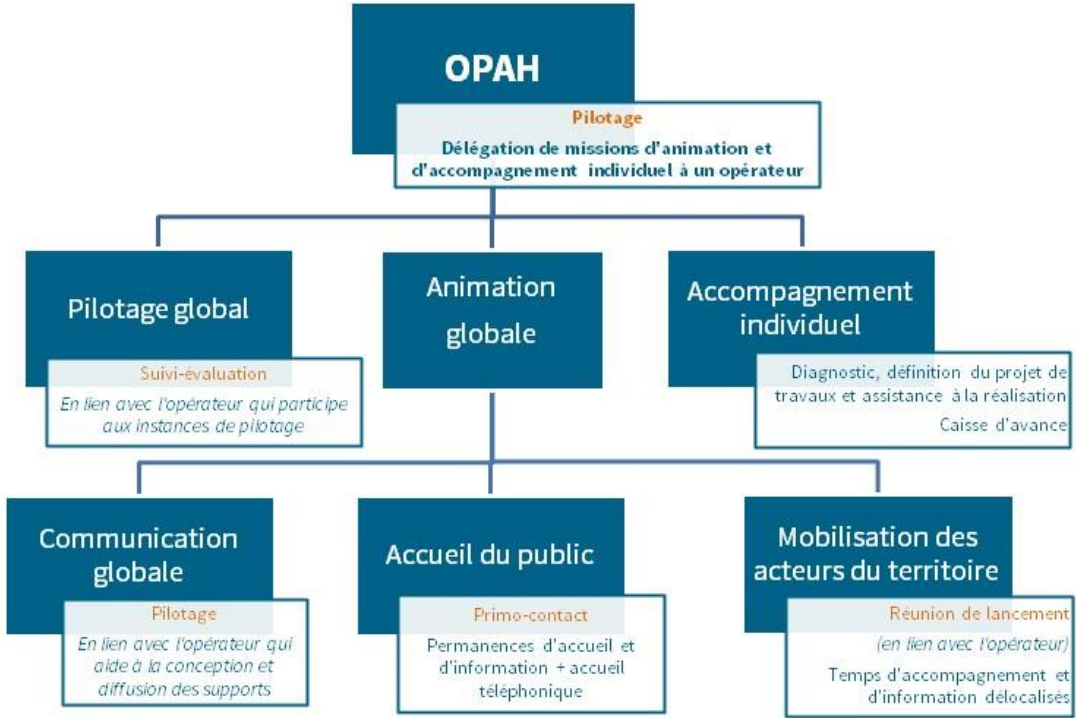 OPAH
Pilotage
Délégation de missions d'animation et
d'accompagnement individuel à un opérateur
Pilotage global
Suivi-évaluation
En lien avec l'opérateur qui participe
aux instances de pilotage
Animation
globale
Accompagnement
individuel
Diagnostic, définition du projet de
travaux et assistance à la réalisation
Caisse d'avance
Communication
globale
Pilotage
En lien avec l'opérateur qui
aide à la conception et
diffusion des supports
Accueil du public
Primo-contact
Permanences d'accueil et
d'information + accueil
téléphonique
Mobilisation des
acteurs du territoire
Réunion de lancement
(en lien avec l'opérateur)
Temps d'accompagnement et
d'information délocalisés